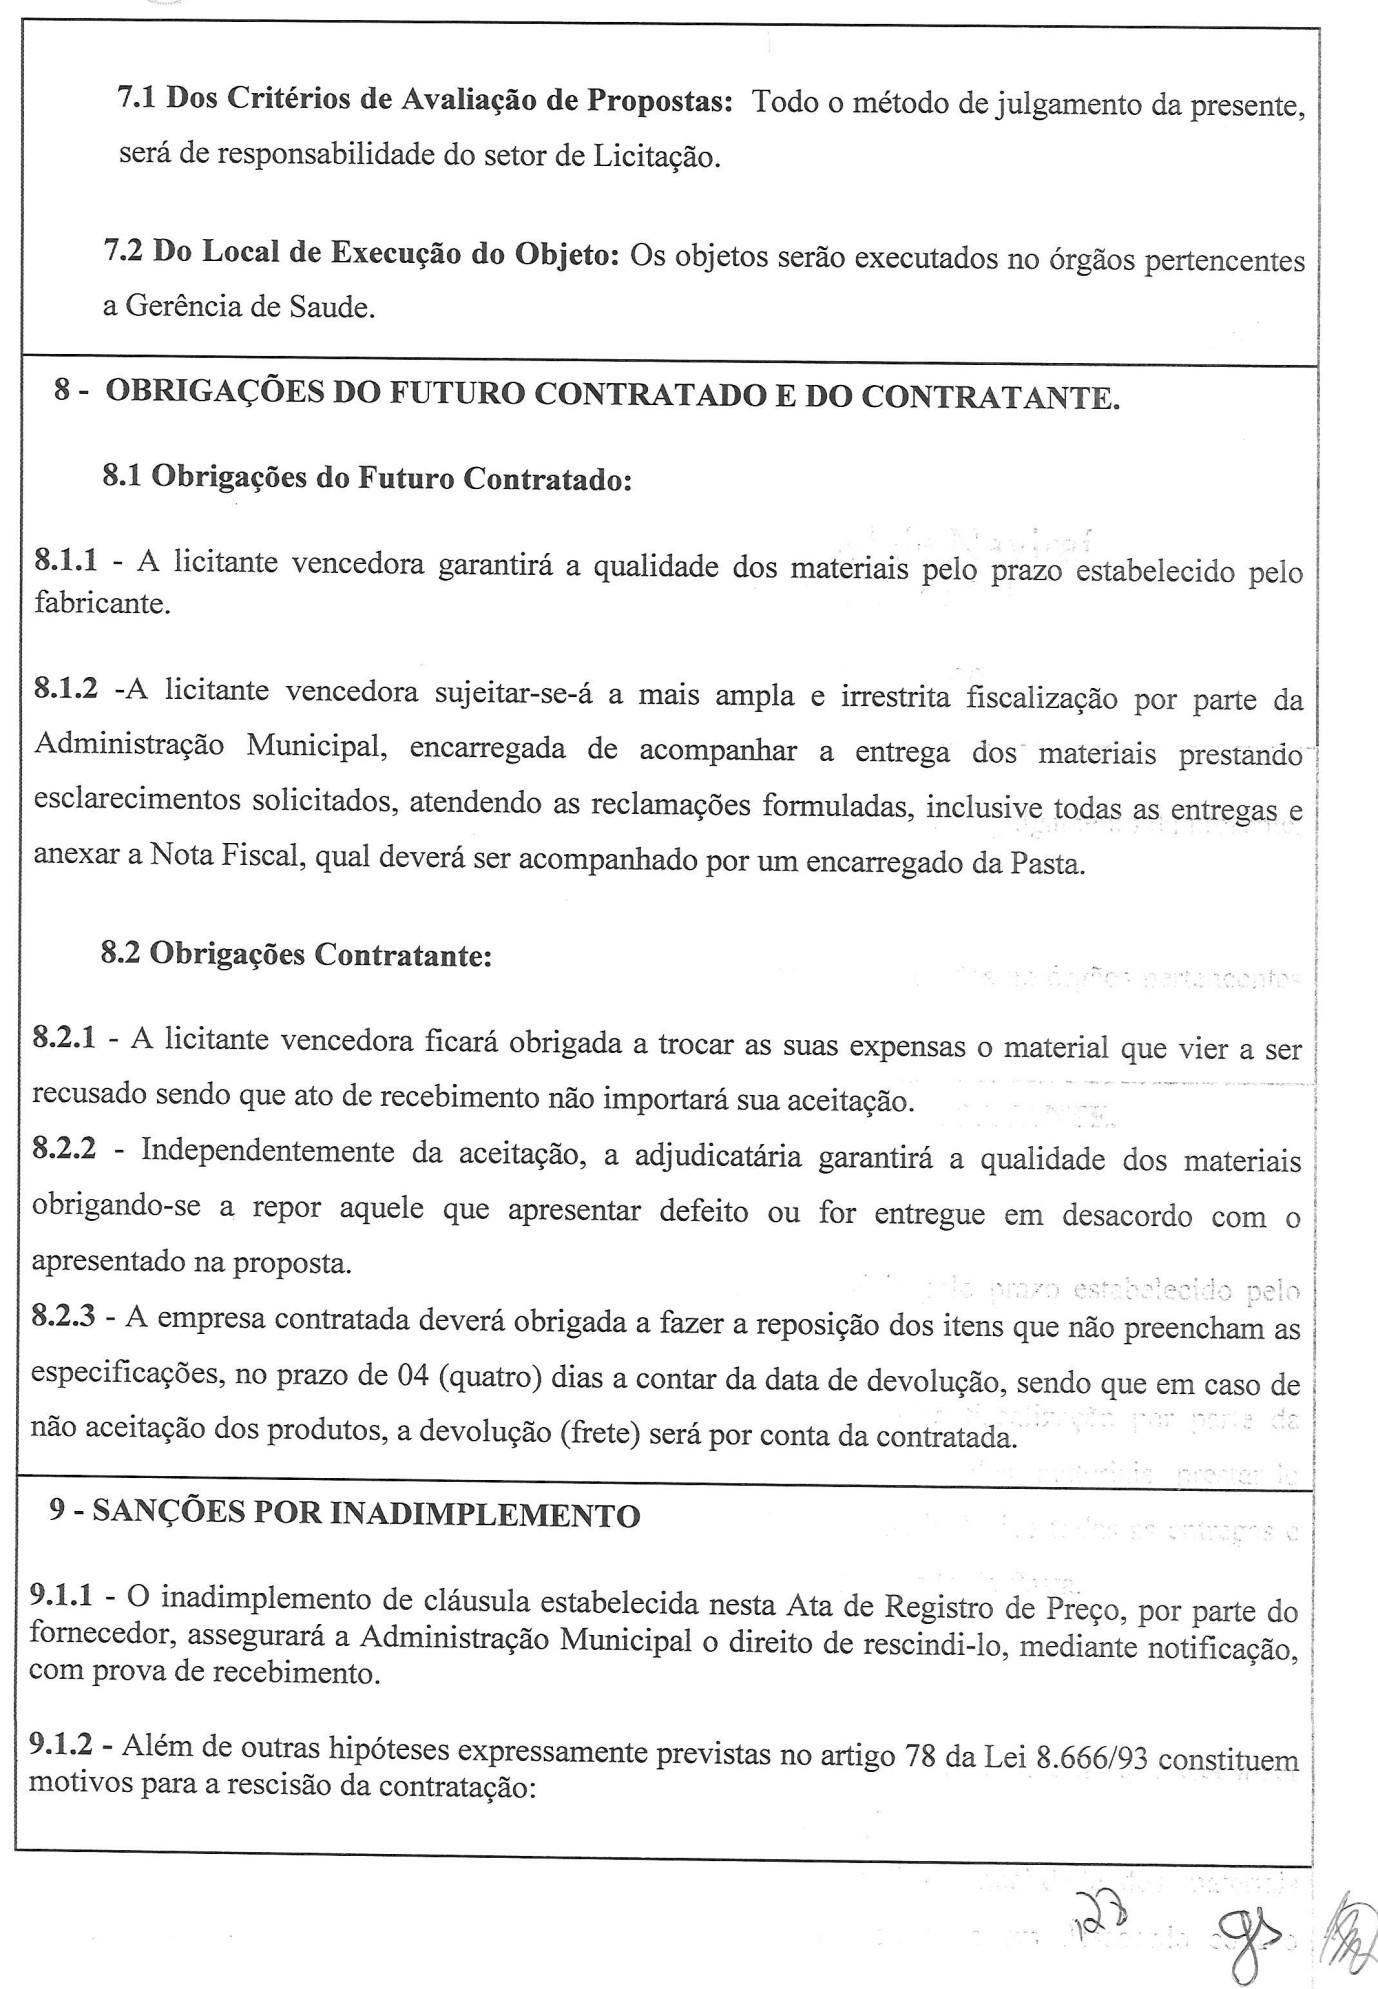 7.1 Dos Critérios de Avaliação de Propostas: Todo o método de julgamento da presente,
será de responsabilidade do setor de Licitação.
7.2 Do Local de Execução do Objeto: Os objetos serão executados no órgãos pertencentes
a Gerência de Saude.
8 - OBRIGAÇÕES DO FUTURO CONTRATADO E DO CONTRATANTE.
8.1 Obrigações do Futuro Contratado:
8.1.1 - A licitante vencedora garantirá a qualidade dos materiais pelo prazo estabelecido pelo
fabricante.
8.1.2 -A licitante vencedora sujeitar-se-á a mais ampla e irrestrita fiscalização por parte da
Administração Municipal, encarregada de acompanhar a entrega dos materiais prestando
esclarecimentos solicitados, atendendo as reclamações formuladas, inclusive todas as entregas e
anexar a Nota Fiscal, qual deverá ser acompanhado por um encarregado da Pasta.
8.2 Obrigações Contratante:
8.2.1 - A licitante vencedora ficará obrigada a trocar as suas expensas o material que vier a ser
recusado sendo que ato de recebimento não importará sua aceitação.
8.2.2 - Independentemente da aceitação, a adjudicatária garantirá a qualidade dos materiais
obrigando-se a repor aquele que apresentar defeito ou for entregue em desacordo com o
apresentado na proposta.
8.2.3 - A empresa contratada deverá obrigada a fazer a reposição dos itens que não preencham as
especificações, no prazo de 04 (quatro) dias a contar da data de devolução, sendo que em caso de
não aceitação dos produtos, a devolução (frete) será por conta da contratada.
9 - SANÇÕES POR INADIMPLEMENTO
9.1.1 - O inadimplemento de cláusula estabelecida nesta Ata de Registro de Preço, por parte do
fornecedor, assegurará a Administração Municipal o direito de rescindi-lo, mediante notificação,
com prova de recebimento.
9.1.2 - Além de outras hipóteses expressamente previstas no artigo 78 da Lei 8.666/93 constituem
motivos para a rescisão da contratação: